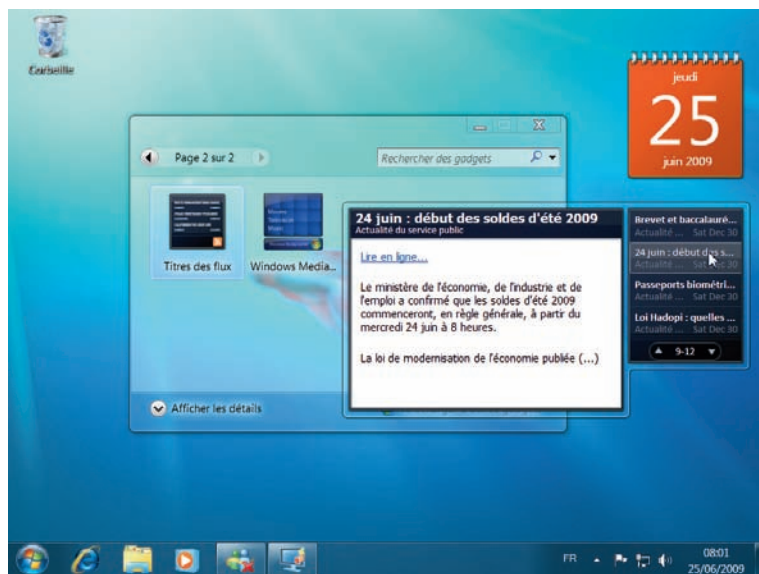 Corbeille
jeudi
25
juin 2009
Page 2 sur 2
Rechercher des gadgets
Titres des flux
Windows Media...
24 juin : début des soldes d'été 2009
Actualité du service public
Lire en ligne...
Le ministère de l'économie, de l'industrie et de
l'emploi a confirmé que les soldes d'été 2009
commenceront, en règle générale, à partir du
mercredi 24 juin à 8 heures.
La loi de modernisation de l'économie publiée (...)
Brevet et baccalauré...
Actualité ... Sat Dec 30
24 juin : début des s...
Actualité ... Sat Dec 30
Passeports biométri...
Actualité ... Sat Dec 30
Loi Hadopi : quelles ...
Actualité ... Sat Dec 30
9-12
Afficher les détails
FR
08:01
25/06/2009